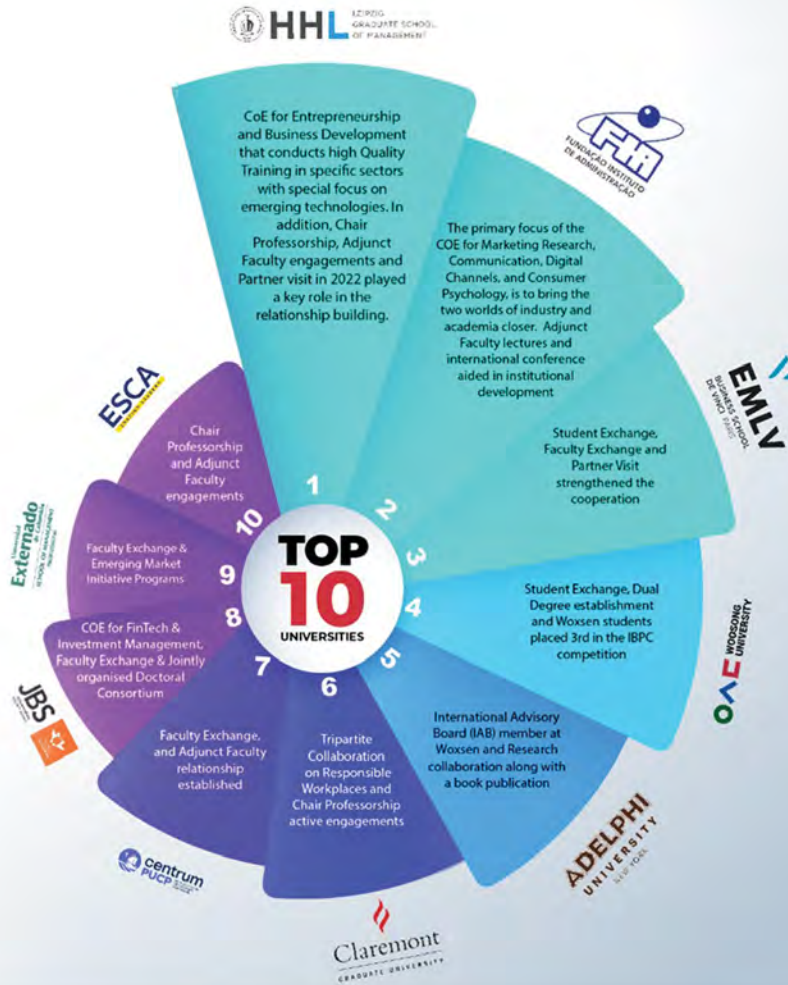 HHL
LEIPZIG
GRADUATE SCHOOL
OF MANAGEMENT
CoE for Entrepreneurship
and Business Development
that conducts high Quality
Training in specific sectors
with special focus on
emerging technologies. In
addition, Chair
Professorship, Adjunct
Faculty engagements and
Partner visit in 2022 played
a key role in the
relationship building.
1
FIA
FUNDAÇÃO INSTITUTO
DE ADMINISTRAÇÃO
The primary focus of the
COE for Marketing Research,
Communication, Digital
Channels, and Consumer
Psychology, is to bring the
two worlds of industry and
academia closer. Adjunct
Faculty lectures and
international conference
aided in institutional
development
2
EMLV
BUSINESS SCHOOL
DE VINCI PARIS
Student Exchange,
Faculty Exchange and
Partner Visit
strengthened the
cooperation
3
WOOSONG
UNIVERSITY
Student Exchange, Dual
Degree establishment
and Woxsen students
placed 3rd in the IBPC
competition
4
ADELPHI
UNIVERSITY
NEW YORK
International Advisory
Board (IAB) member at
Woxsen and Research
collaboration along with
a book publication
5
Claremont
GRADUATE UNIVERSITY
Tripartite
Collaboration
on Responsible
Workplaces and
Chair Professorship
active engagements
6
centrum
PUCP
Faculty Exchange,
and Adjunct Faculty
relationship
established
7
JBS
COE for FinTech &
Investment Management,
Faculty Exchange & Jointly
organised Doctoral
Consortium
8
Universidad
Externado
de Colombia
SCHOOL OF MANAGEMENT
Faculty Exchange &
Emerging Market
Initiative Programs
9
ESCA
Chair
Professorship
and Adjunct
Faculty
engagements
10
TOP
10
UNIVERSITIES